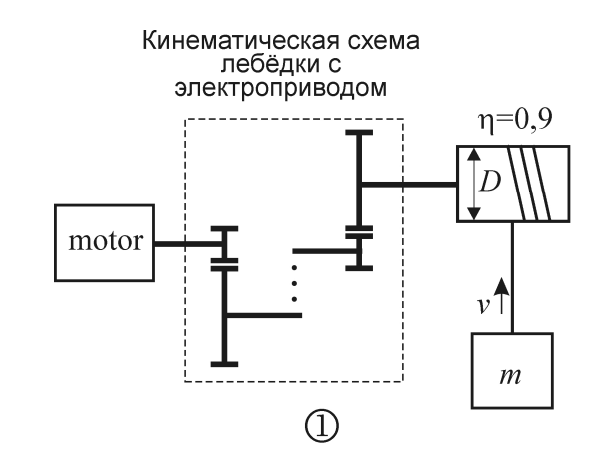 Кинематическая схема
лебёдки с
электроприводом
η=0,9
D
motor
v
m
①